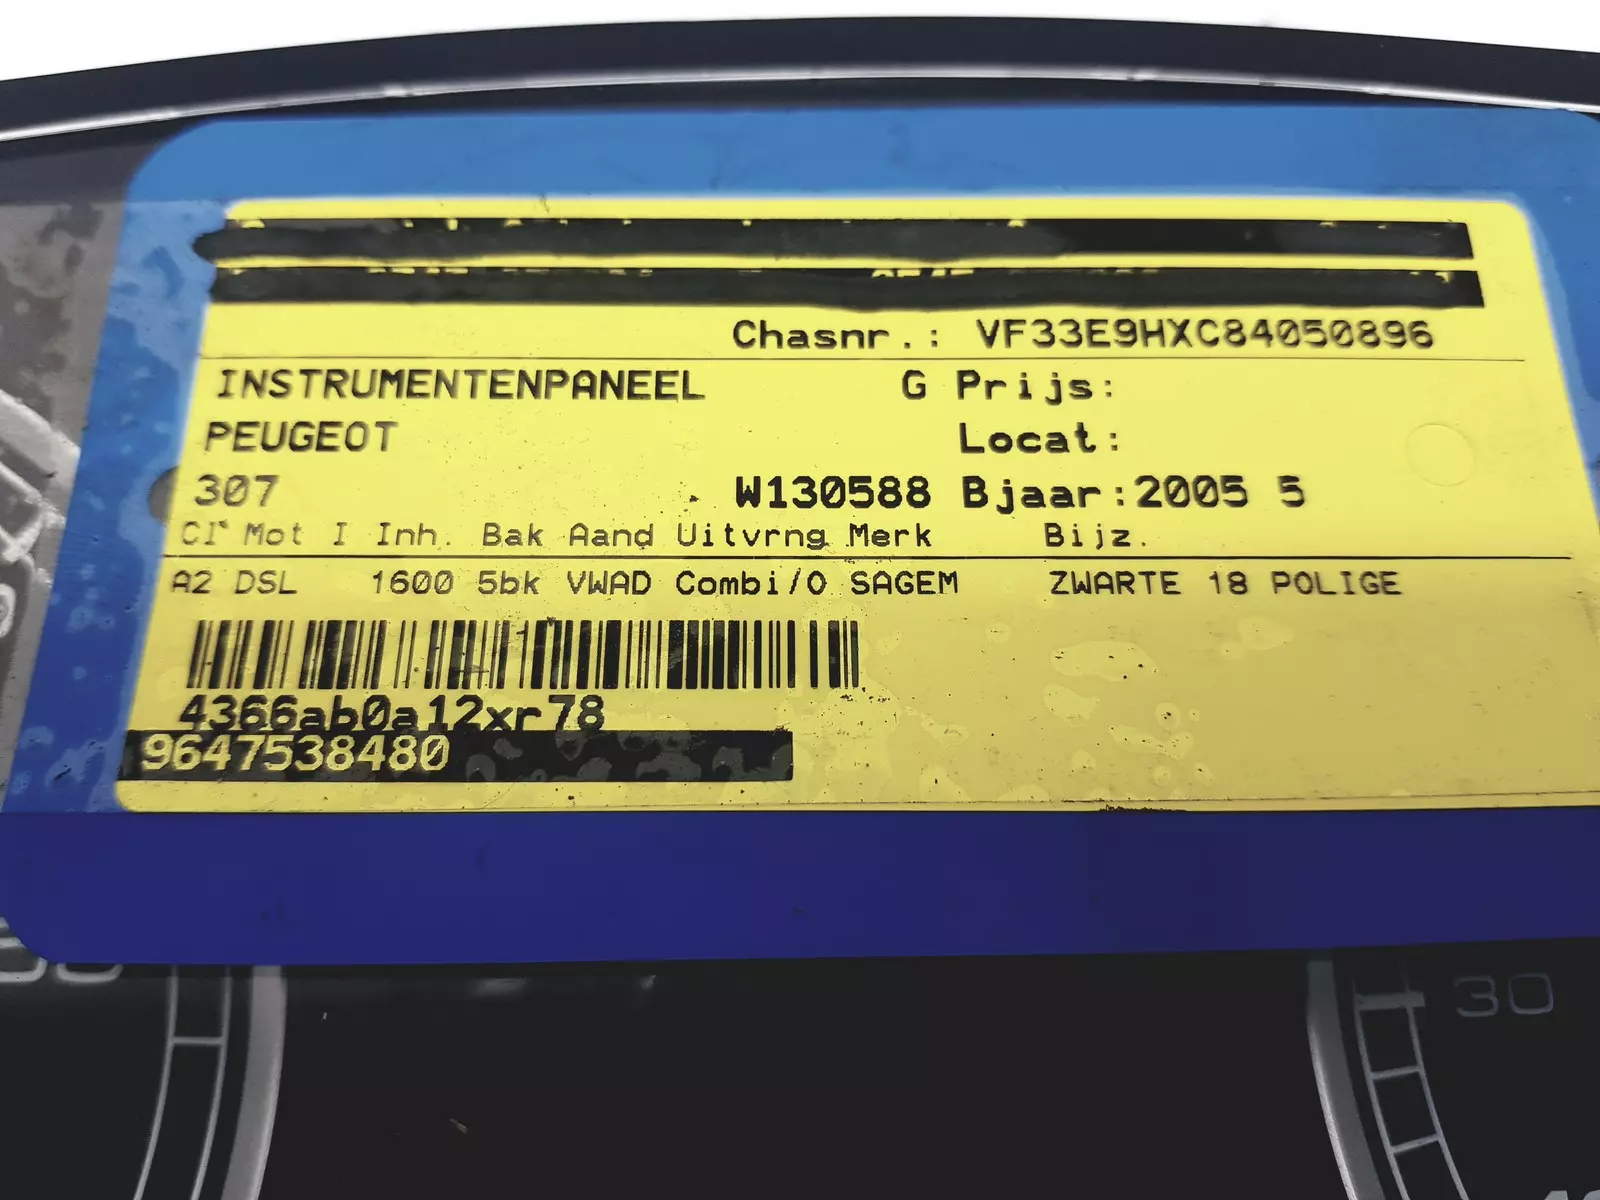 Chasnr.: VF33E9HXC84050896
INSTRUMENTENPANEEL G Prijs:
PEUGEOT Locat:
307 W130588 Bjaar:2005 5
Mot I Inh. Bak Aand Uitvrng Merk Bijz.
A2 DSL 1600 5bk VWAD Combi/O SAGEM ZWARTE 18 POLIGE
4366ab0a12xr78
9647538480
30